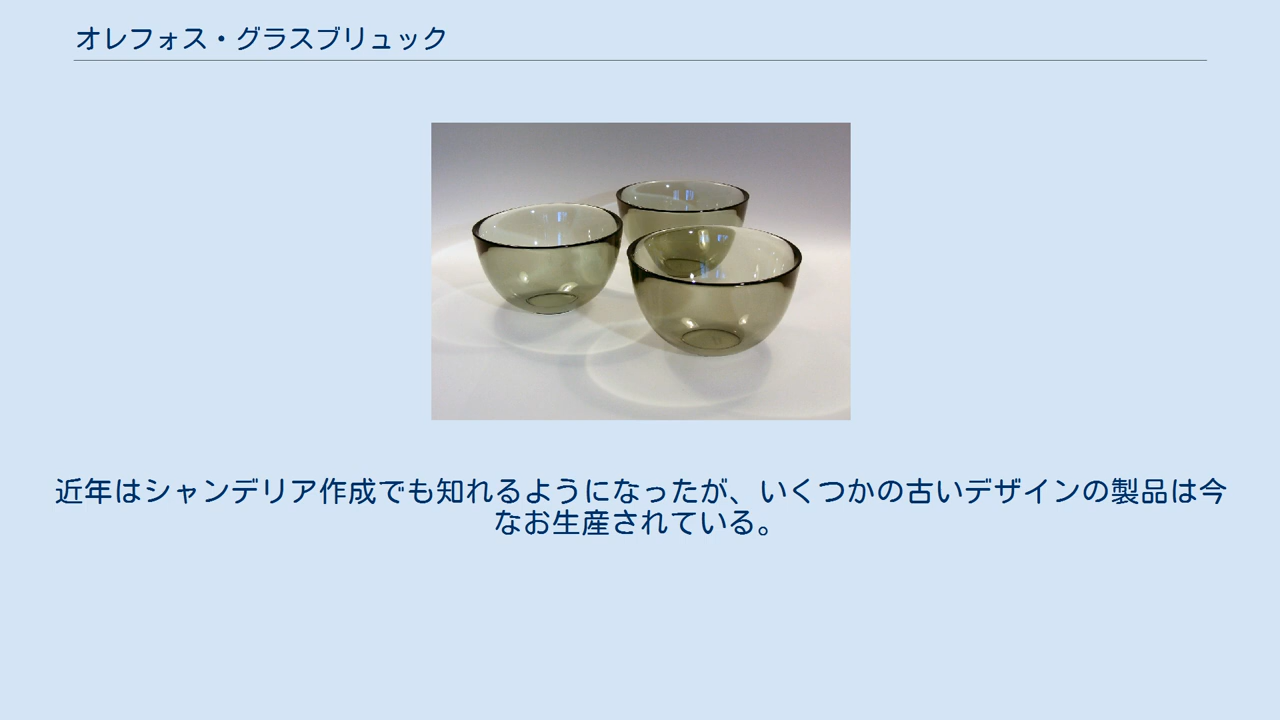 オレフォス・グラスブリュック
近年はシャンデリア作成でも知れるようになったが、いくつかの古いデザインの製品は今
なお生産されている。